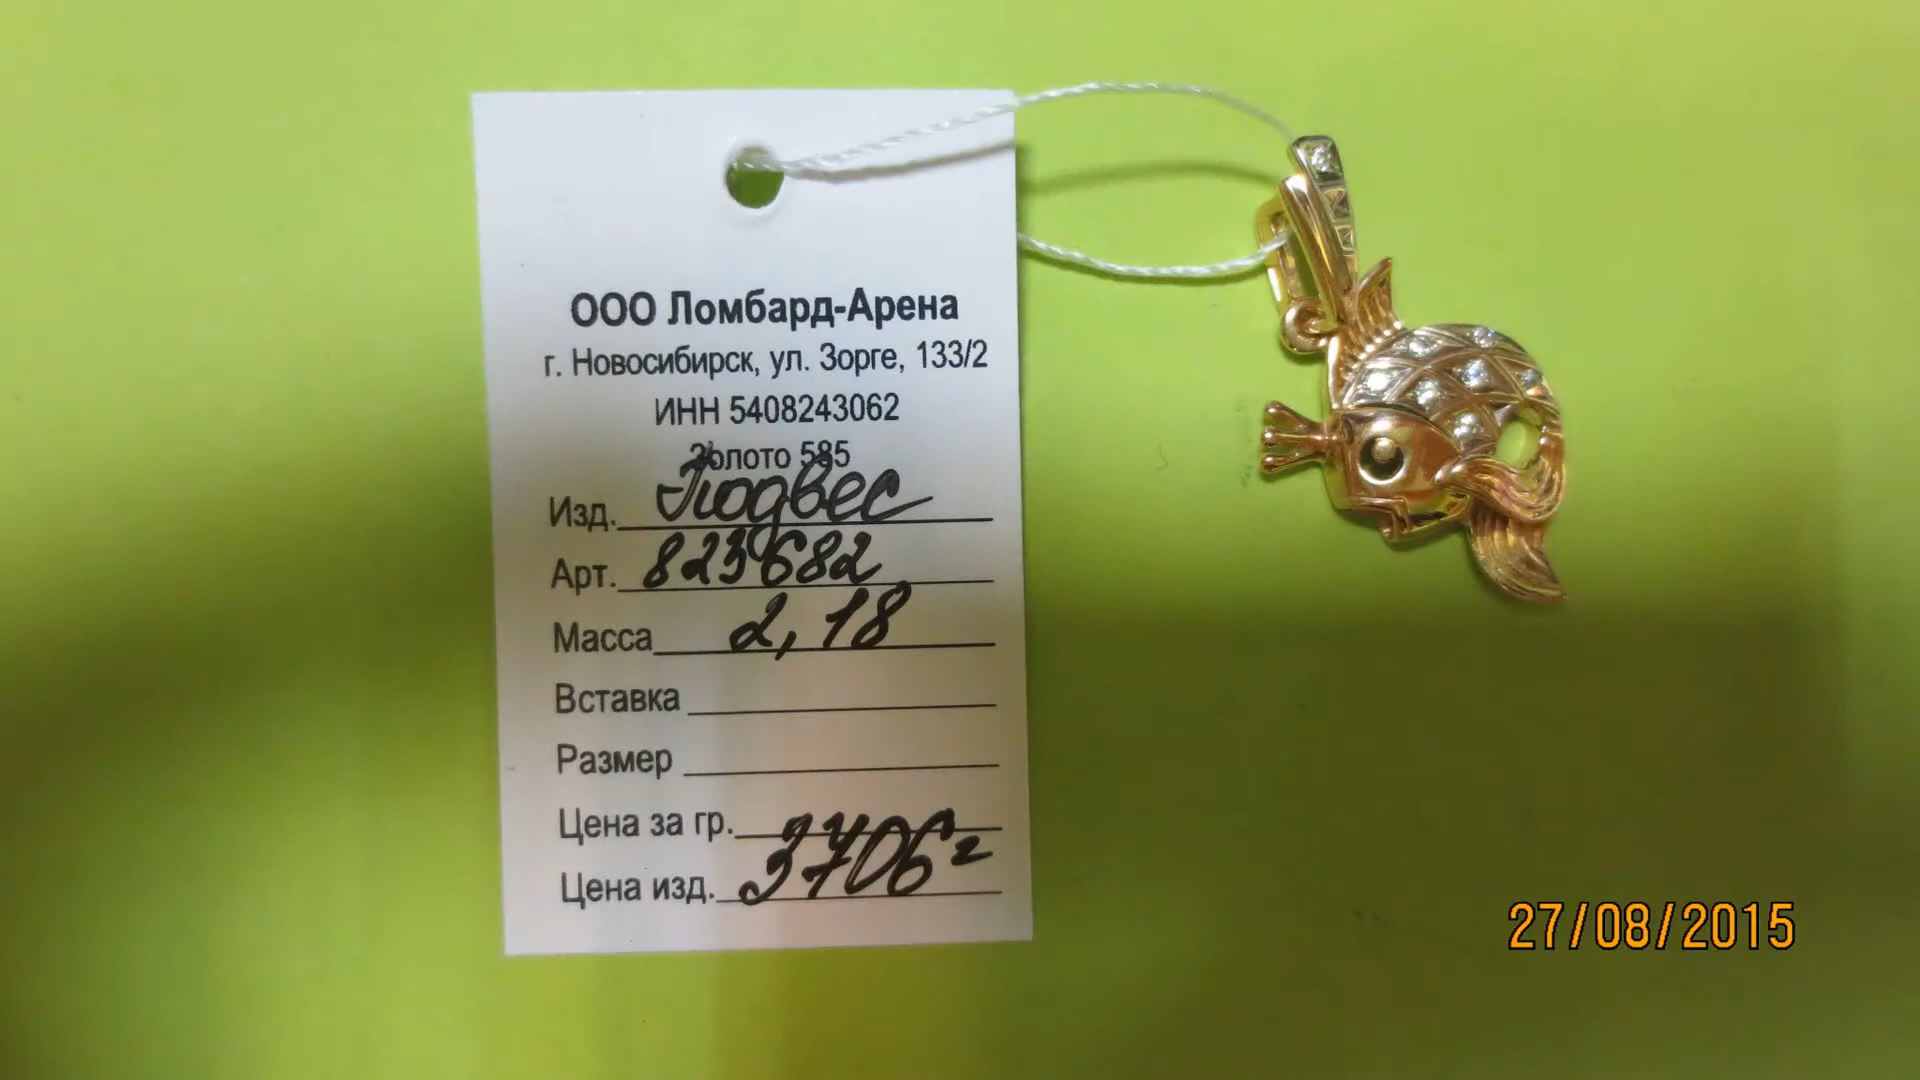 ООО Ломбард-Арена
г. Новосибирск, ул. Зорге, 133/2
ИНН 5408243062
Золото 585
Изд. Подвес
Арт. 823682
Масса 2,18
Вставка
Размер
Цена за гр.
Цена изд. 3706=
27/08/2015